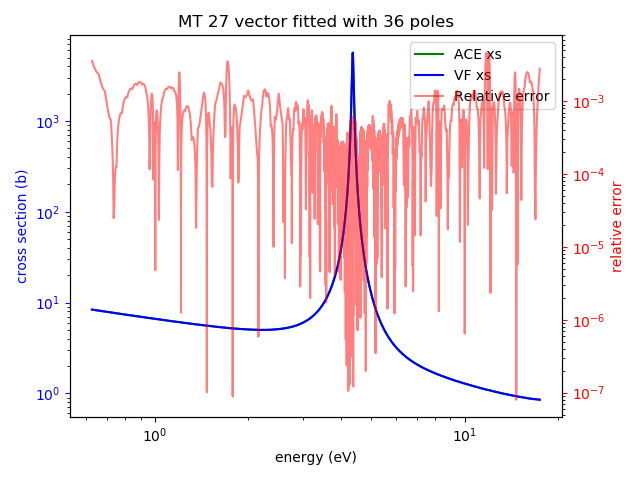 MT 27 vector fitted with 36 poles
ACE xs
VF xs
Relative error
cross section (b)
10³
10²
10¹
10⁰
relative error
10⁻³
10⁻⁴
10⁻⁵
10⁻⁶
10⁻⁷
10⁰
10¹
energy (eV)